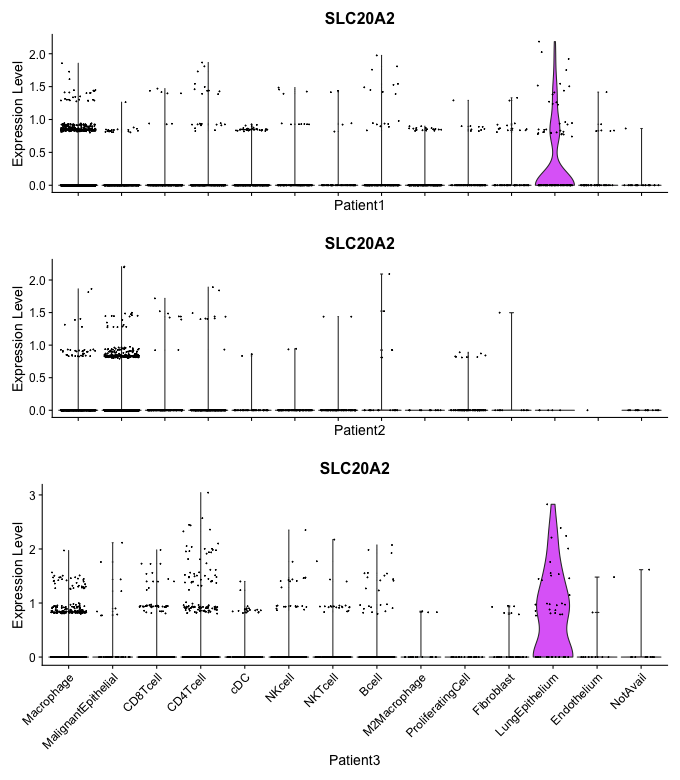 SLC20A2
Expression Level
2.0
1.5
1.0
0.5
0.0
Patient1
SLC20A2
Expression Level
2.0
1.5
1.0
0.5
0.0
Patient2
SLC20A2
Expression Level
3
2
1
0
Macrophage
MalignantEpithelial
CD8Tcell
CD4Tcell
cDC
NKcell
NKTcell
Bcell
M2Macrophage
ProliferatingCell
Fibroblast
LungEpithelium
Endothelium
NotAvail
Patient3